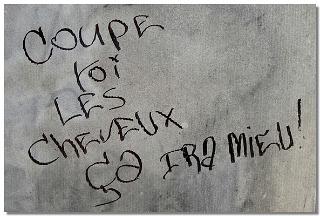 COUPE
toi
LES
CHEVEUX
ça IRA MIEU!